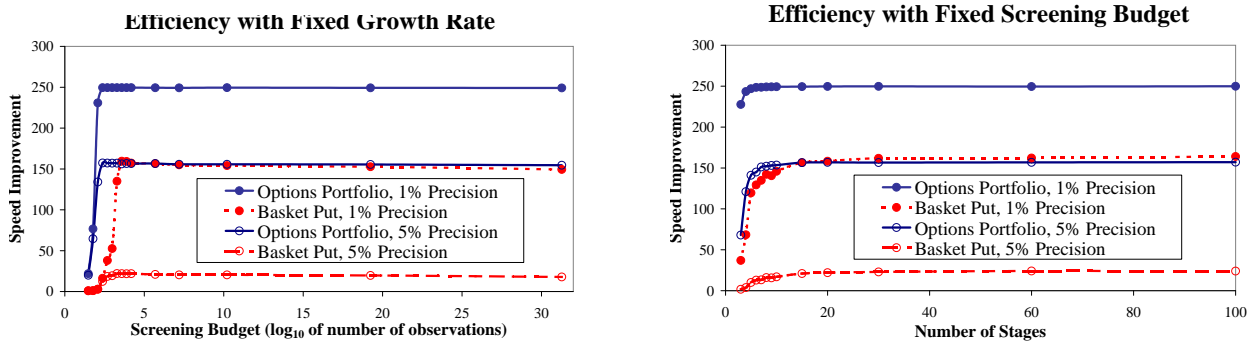 Efficiency with Fixed Growth Rate
300
250
200
150
100
50
0
Speed Improvement
Options Portfolio, 1% Precision
Basket Put, 1% Precision
Options Portfolio, 5% Precision
Basket Put, 5% Precision
0 5 10 15 20 25 30
Screening Budget (log10 of number of observations)
Efficiency with Fixed Screening Budget
300
250
200
150
100
50
0
Speed Improvement
Options Portfolio, 1% Precision
Basket Put, 1% Precision
Options Portfolio, 5% Precision
Basket Put, 5% Precision
0 20 40 60 80 100
Number of Stages